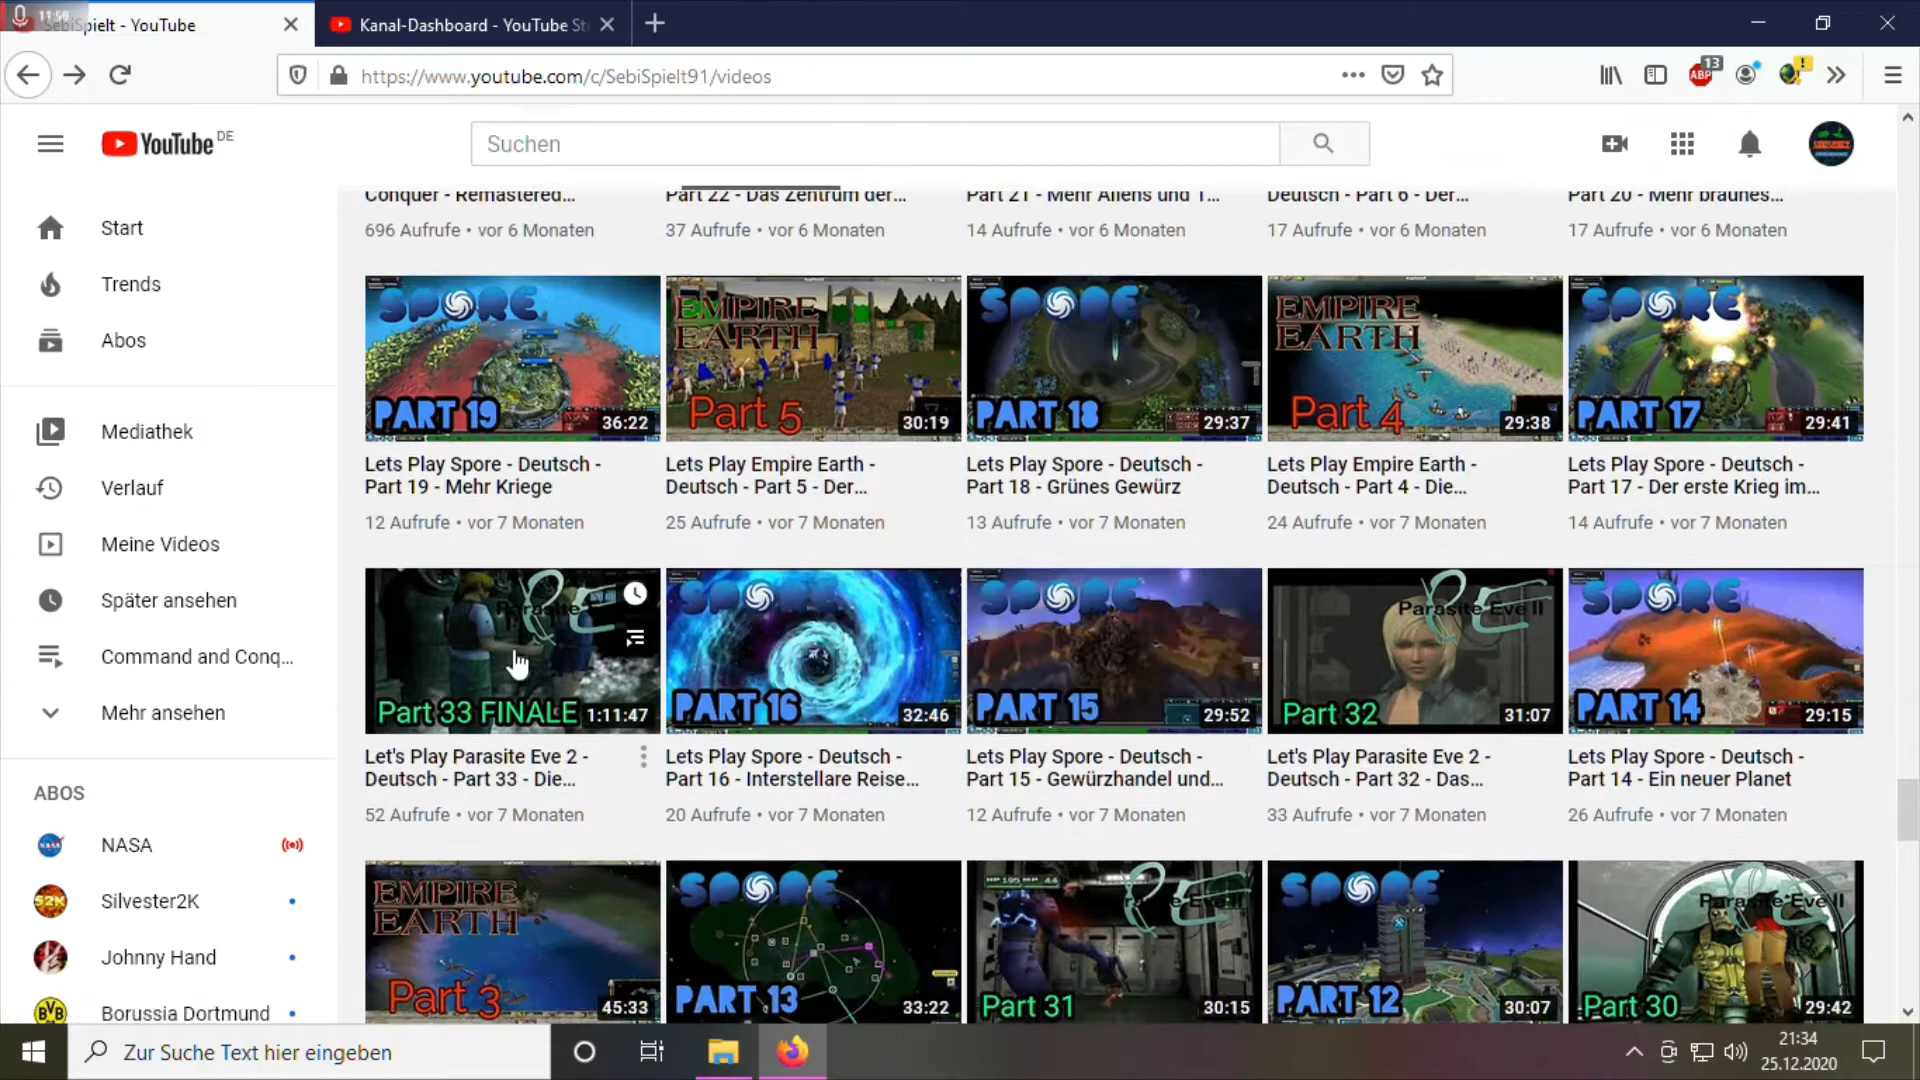 11:59
SebiSpielt - YouTube
Kanal-Dashboard - YouTube St
https://www.youtube.com/c/SebiSpielt91/videos
ABP
13
YouTube DE
Suchen
Start
Trends
Abos
Mediathek
Verlauf
Meine Videos
Später ansehen
Command and Conq...
Mehr ansehen
ABOS
NASA
Silvester2K
Johnny Hand
Borussia Dortmund
Conquer - Remastered...
696 Aufrufe • vor 6 Monaten
Part 22 - Das Zentrum der...
37 Aufrufe • vor 6 Monaten
Part 21 - Mehr Aliens und 1...
14 Aufrufe • vor 6 Monaten
Deutsch - Part 6 - Der...
17 Aufrufe • vor 6 Monaten
Part 20 - Mehr braunes...
17 Aufrufe • vor 6 Monaten
SPORE
PART 19
36:22
Lets Play Spore - Deutsch -
Part 19 - Mehr Kriege
12 Aufrufe • vor 7 Monaten
EMPIRE
EARTH
Part 5
30:19
Lets Play Empire Earth -
Deutsch - Part 5 - Der...
25 Aufrufe • vor 7 Monaten
SPORE
PART 18
29:37
Lets Play Spore - Deutsch -
Part 18 - Grünes Gewürz
13 Aufrufe • vor 7 Monaten
EMPIRE
EARTH
Part 4
29:38
Lets Play Empire Earth -
Deutsch - Part 4 - Die...
24 Aufrufe • vor 7 Monaten
SPORE
PART 17
29:41
Lets Play Spore - Deutsch -
Part 17 - Der erste Krieg im...
14 Aufrufe • vor 7 Monaten
PE
Part 33 FINALE
1:11:47
Let's Play Parasite Eve 2 -
Deutsch - Part 33 - Die...
52 Aufrufe • vor 7 Monaten
SPORE
PART 16
32:46
Lets Play Spore - Deutsch -
Part 16 - Interstellare Reise...
20 Aufrufe • vor 7 Monaten
SPORE
PART 15
29:52
Lets Play Spore - Deutsch -
Part 15 - Gewürzhandel und...
12 Aufrufe • vor 7 Monaten
PE
Parasite Eve II
Part 32
31:07
Let's Play Parasite Eve 2 -
Deutsch - Part 32 - Das...
33 Aufrufe • vor 7 Monaten
SPORE
PART 14
29:15
Lets Play Spore - Deutsch -
Part 14 - Ein neuer Planet
26 Aufrufe • vor 7 Monaten
EMPIRE
EARTH
Part 3
45:33
SPORE
PART 13
33:22
HP 195 MP 44
PE
Part 31
30:15
SPORE
PART 12
30:07
PE
Parasite Eve II
Part 30
29:42
Zur Suche Text hier eingeben
21:34
25.12.2020